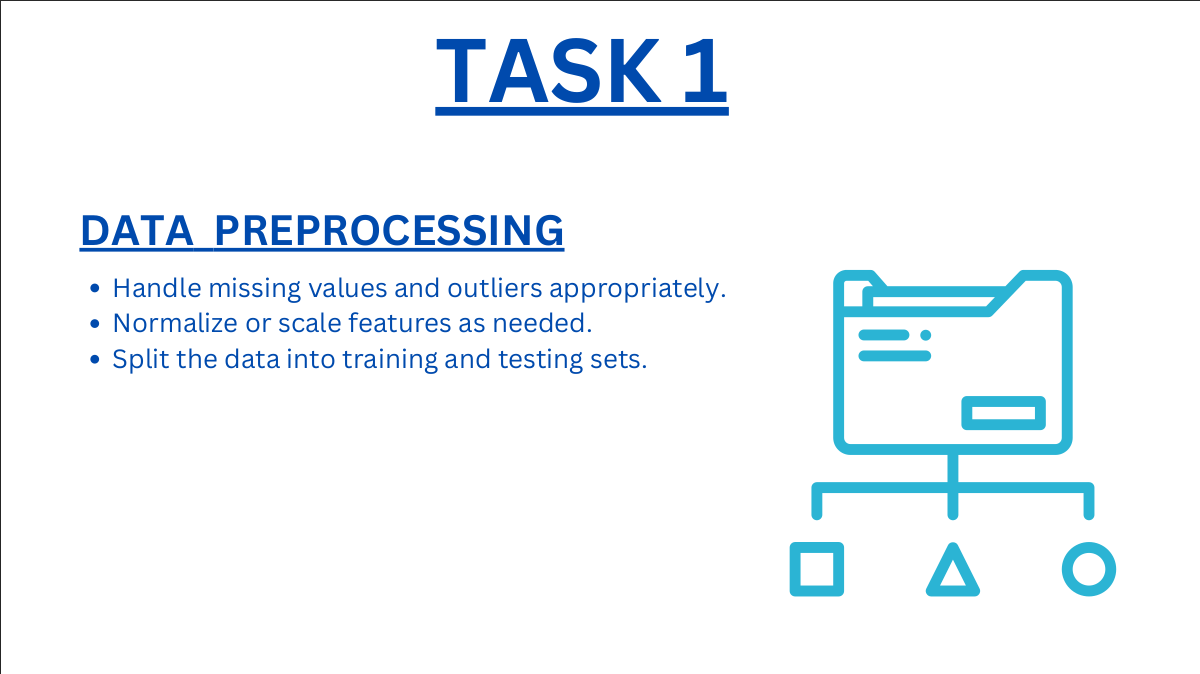 TASK 1
DATA PREPROCESSING
• Handle missing values and outliers appropriately.
• Normalize or scale features as needed.
• Split the data into training and testing sets.